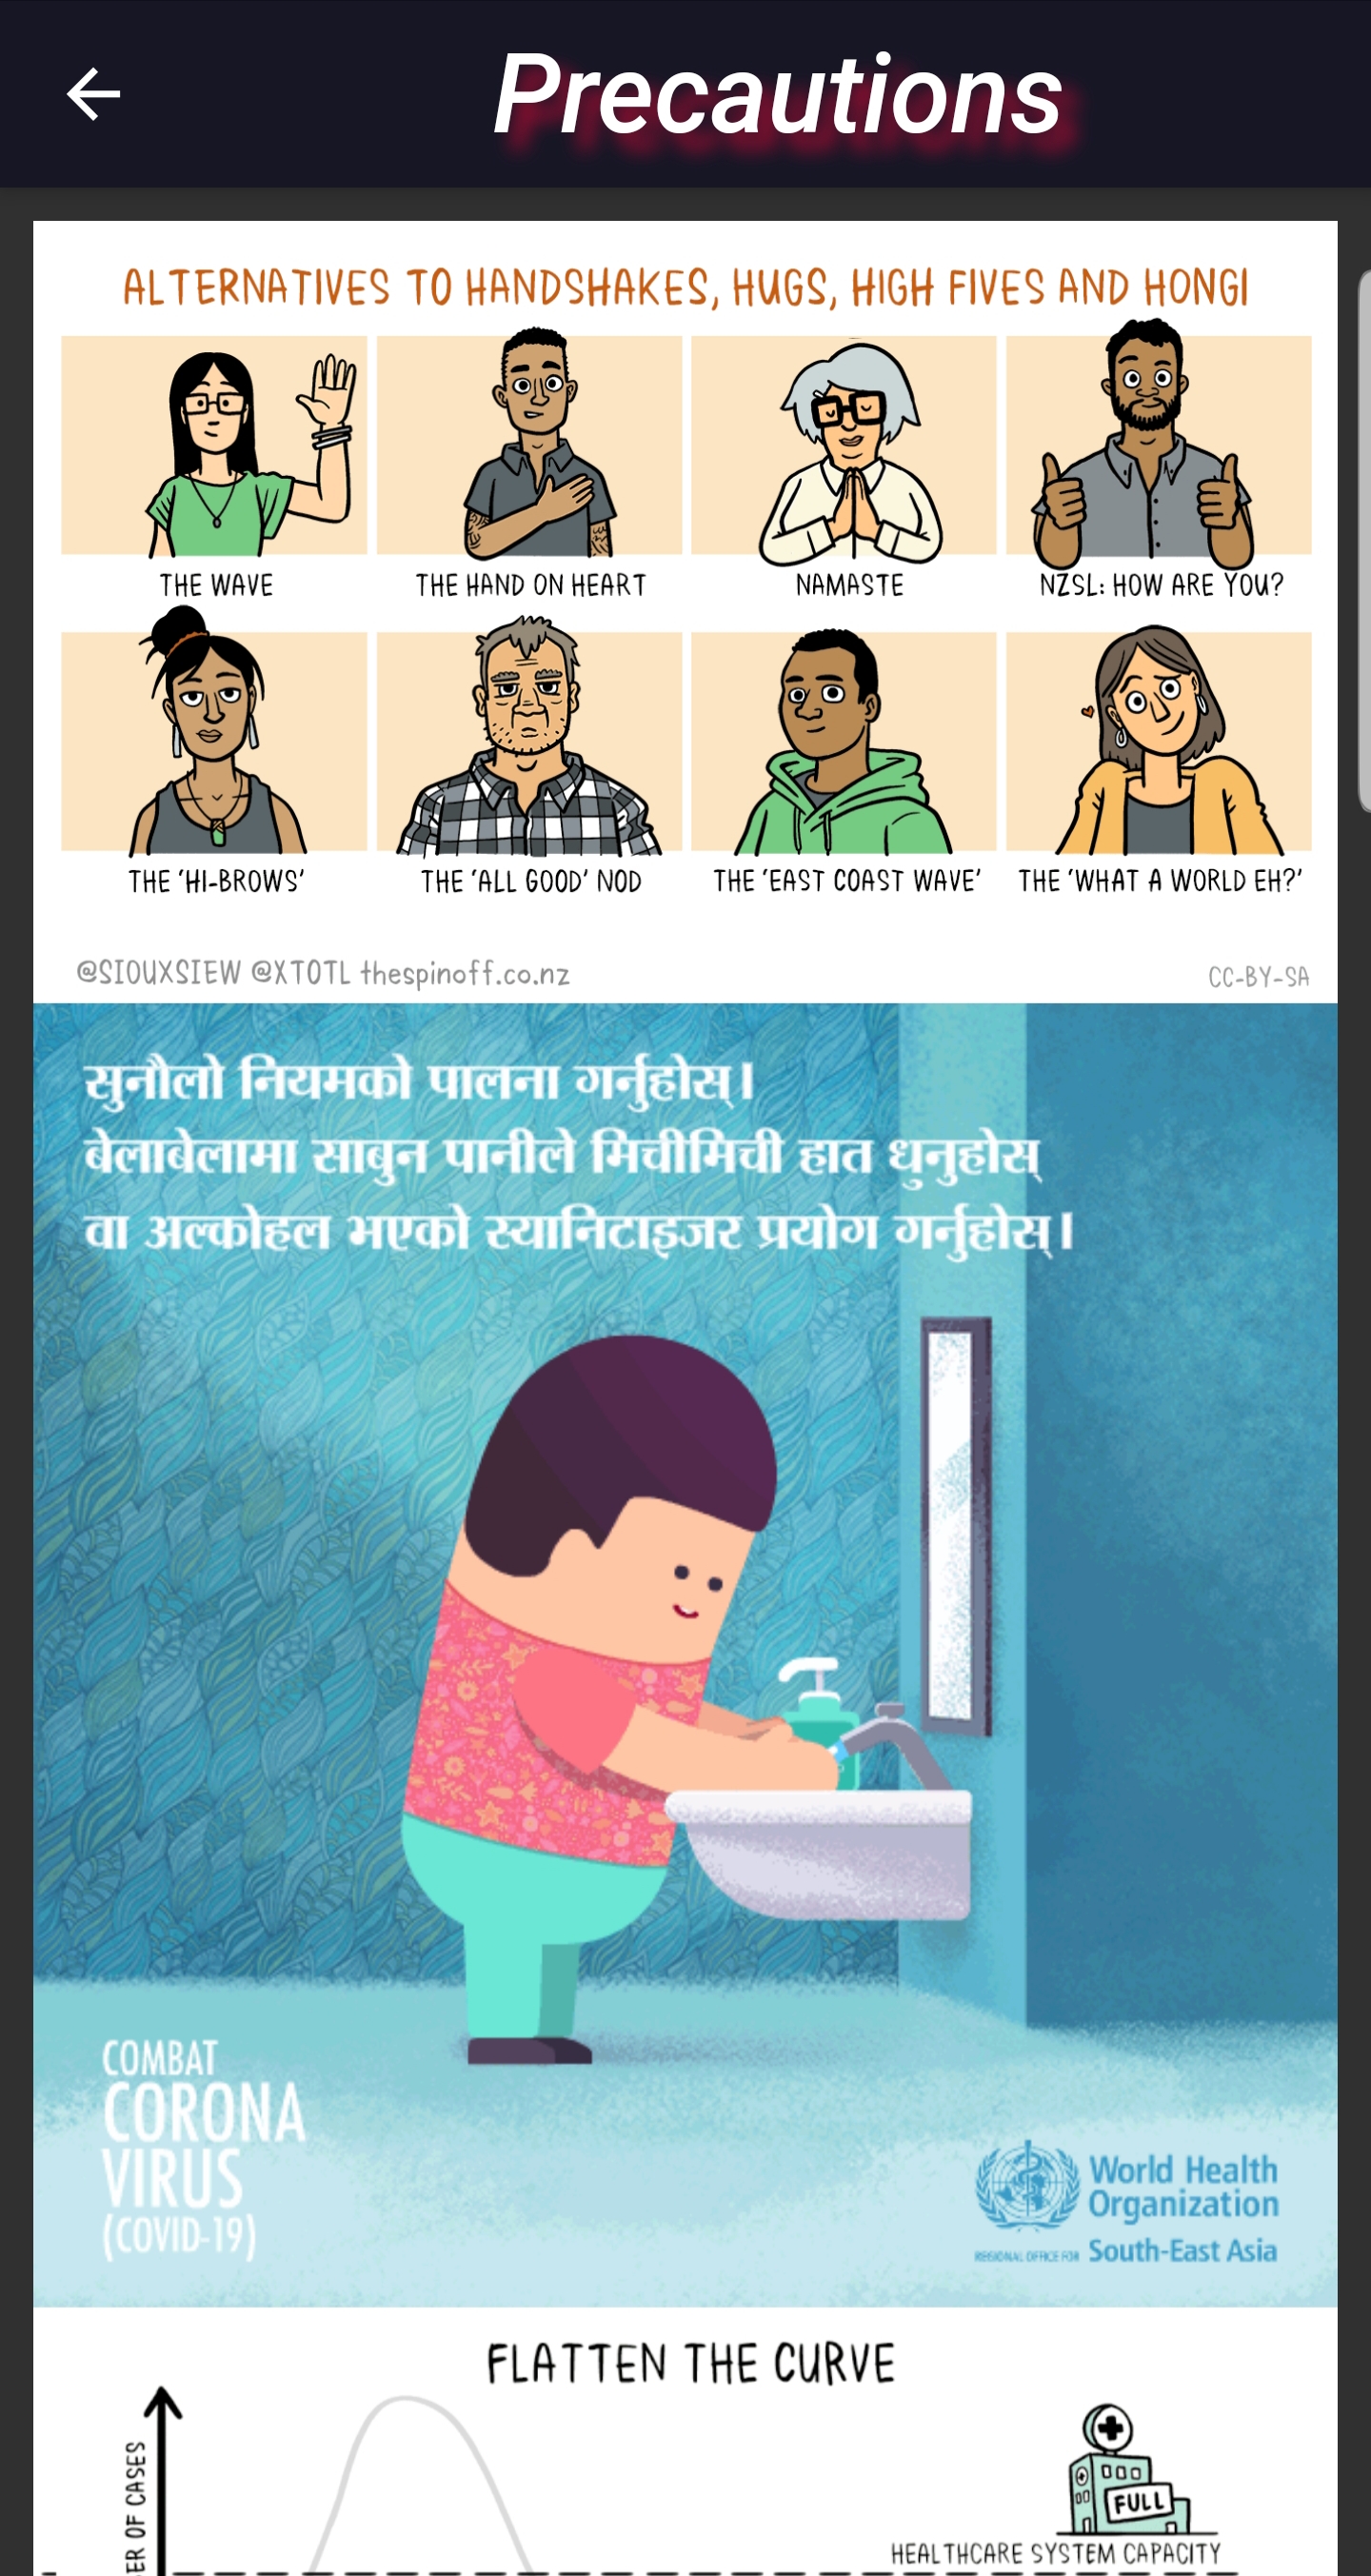 Precautions
ALTERNATIVES TO HANDSHAKES, HUGS, HIGH FIVES AND HONGI
THE WAVE
THE HAND ON HEART
NAMASTE
NZSL: HOW ARE YOU?
THE 'HI-BROWS'
THE 'ALL GOOD' NOD
THE 'EAST COAST WAVE'
THE 'WHAT A WORLD EH?'
@SIOUXSIEW @XTOTL thespinoff.co.nz
CC-BY-SA
सुनौलो नियमको पालना गर्नुहोस्।
बेलाबेलामा साबुन पानीले मिचीमिची हात धुनुहोस्
वा अल्कोहल भएको स्यानिटाइजर प्रयोग गर्नुहोस्।
COMBAT
CORONA
VIRUS
(COVID-19)
World Health
Organization
REGIONAL OFFICE FOR South-East Asia
FLATTEN THE CURVE
OF CASES
FULL
HEALTHCARE SYSTEM CAPACITY